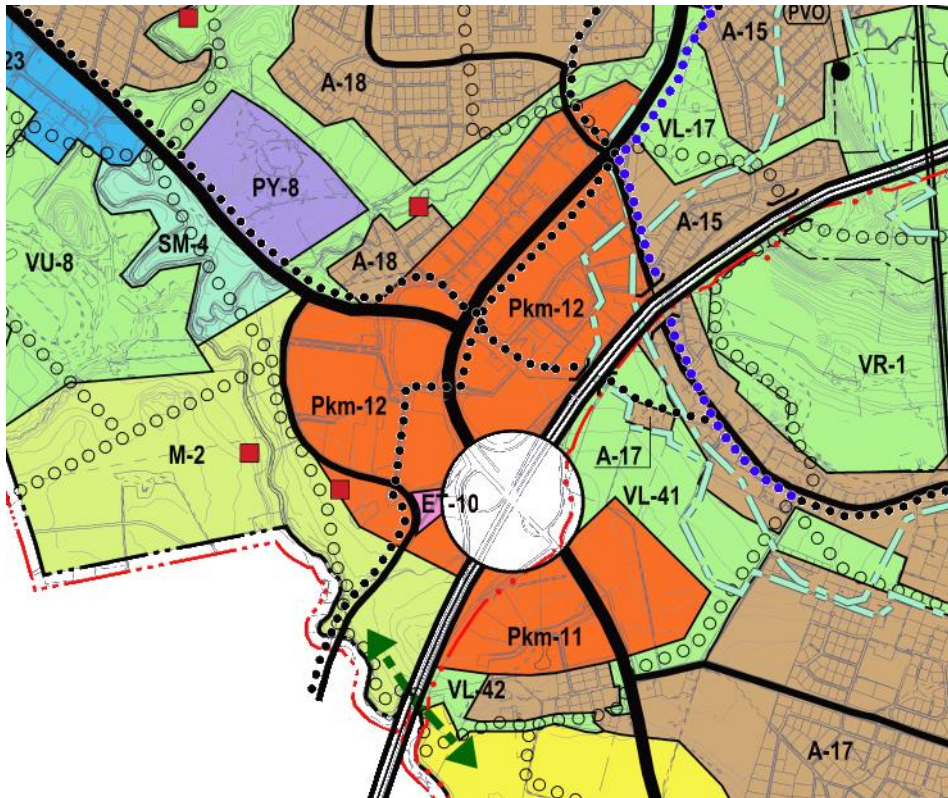 PVO
A-15
23
A-18
VL-17
PY-8
A-15
SM-4
A-18
VU-8
Pkm-12
VR-1
Pkm-12
M-2
A-17
VL-41
ET-10
Pkm-11
VL-42
A-17